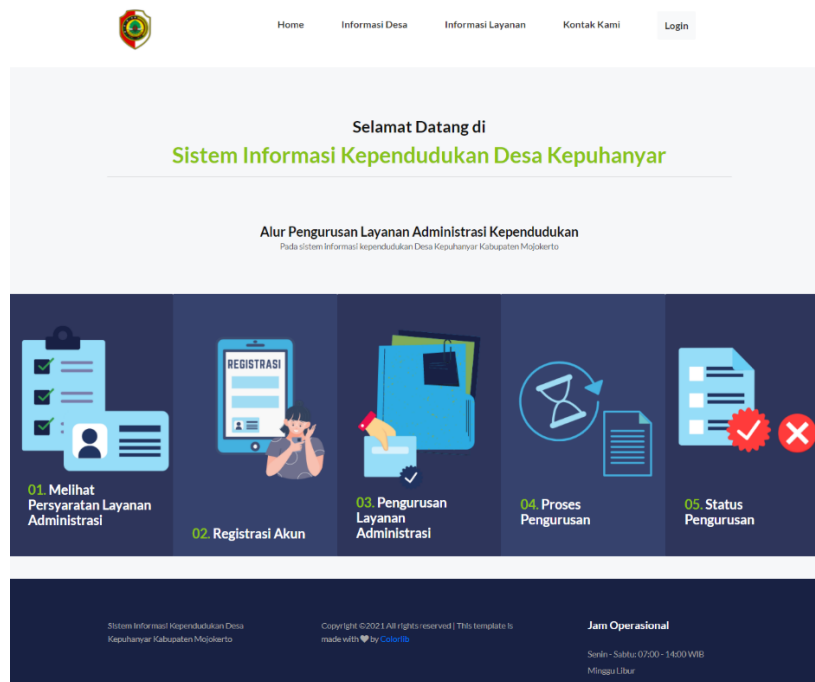 Home
Informasi Desa
Informasi Layanan
Kontak Kami
Login
Selamat Datang di
Sistem Informasi Kependudukan Desa Kepuhanyar
Alur Pengurusan Layanan Administrasi Kependudukan
Pada sistem informasi kependudukan Desa Kepuhanyar Kabupaten Mojokerto
REGISTRASI
01. Melihat
Persyaratan Layanan
Administrasi
02. Registrasi Akun
03. Pengurusan
Layanan
Administrasi
04. Proses
Pengurusan
05. Status
Pengurusan
Sistem Informasi Kependudukan Desa
Kepuhanyar Kabupaten Mojokerto
Copyright ©2021 All rights reserved | This template is
made with by Colorlib
Jam Operasional
Senin - Sabtu: 07:00 - 14:00 WIB
Minggu Libur